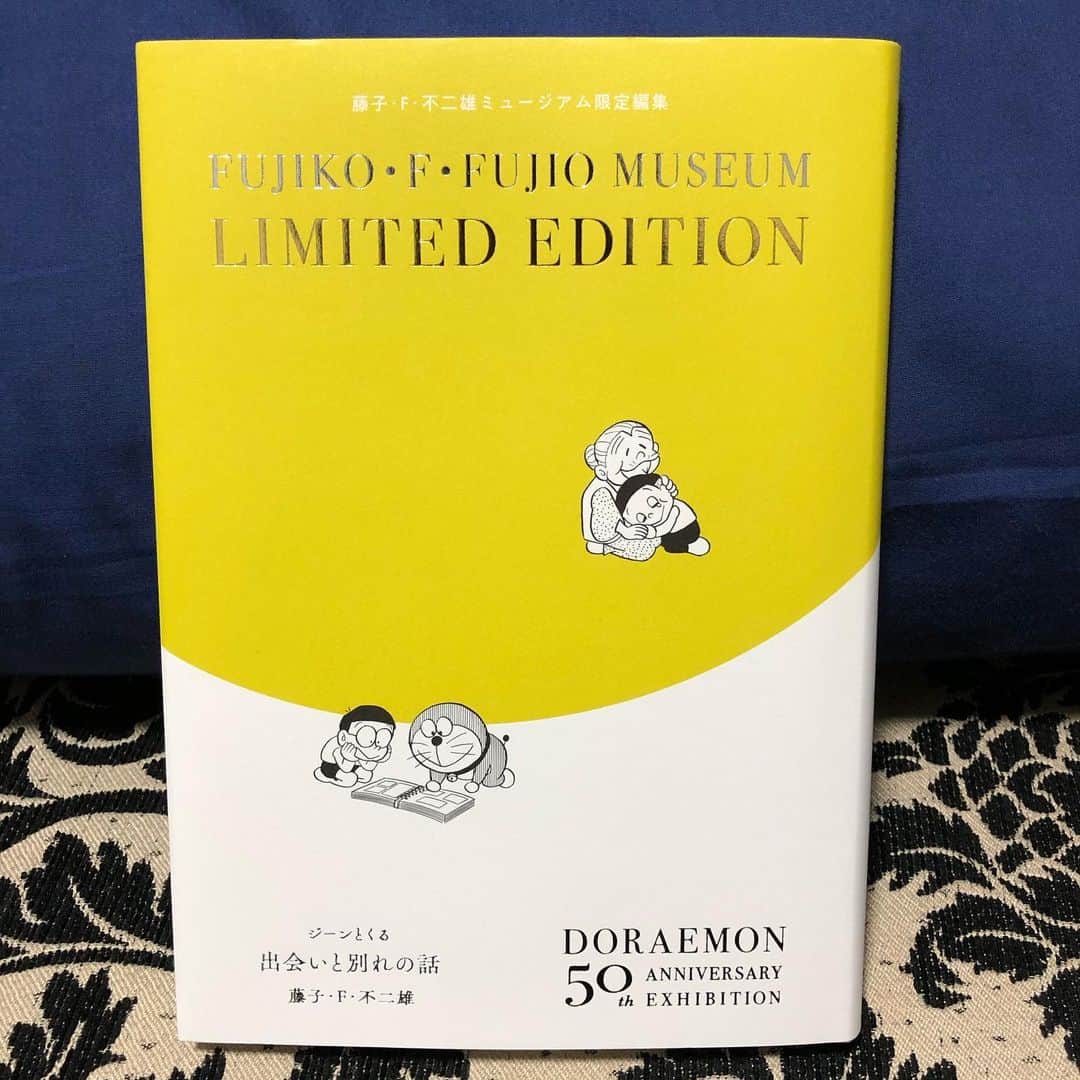 藤子・F・不二雄ミュージアム限定編集
FUJIKO・F・FUJIO MUSEUM
LIMITED EDITION
ジーンとくる
出会いと別れの話
藤子・F・不二雄
DORAEMON
50th ANNIVERSARY
EXHIBITION